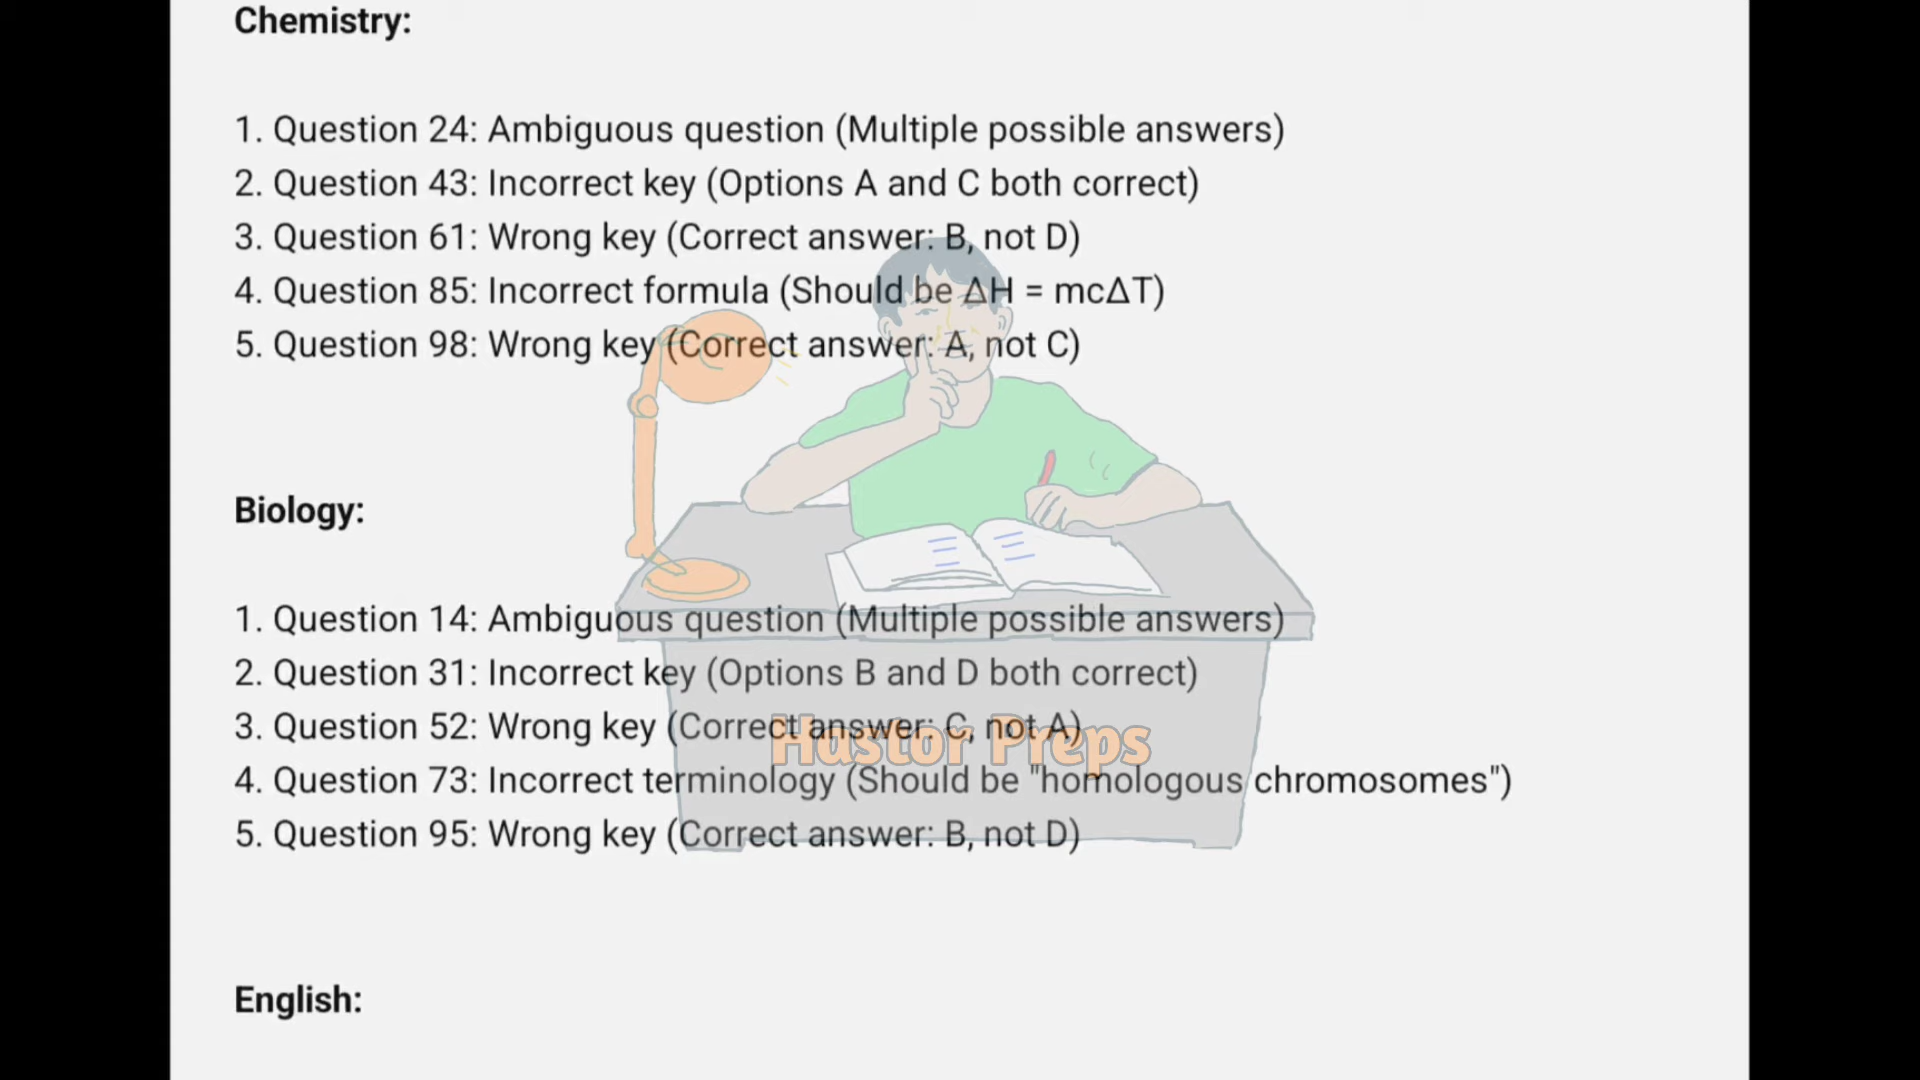 Chemistry:
1. Question 24: Ambiguous question (Multiple possible answers)
2. Question 43: Incorrect key (Options A and C both correct)
3. Question 61: Wrong key (Correct answer: B, not D)
4. Question 85: Incorrect formula (Should be ΔH = mcΔT)
5. Question 98: Wrong key (Correct answer: A, not C)
Biology:
1. Question 14: Ambiguous question (Multiple possible answers)
2. Question 31: Incorrect key (Options B and D both correct)
3. Question 52: Wrong key (Correct answer: C, not A)
Hastor Preps
4. Question 73: Incorrect terminology (Should be "homologous chromosomes")
5. Question 95: Wrong key (Correct answer: B, not D)
English: